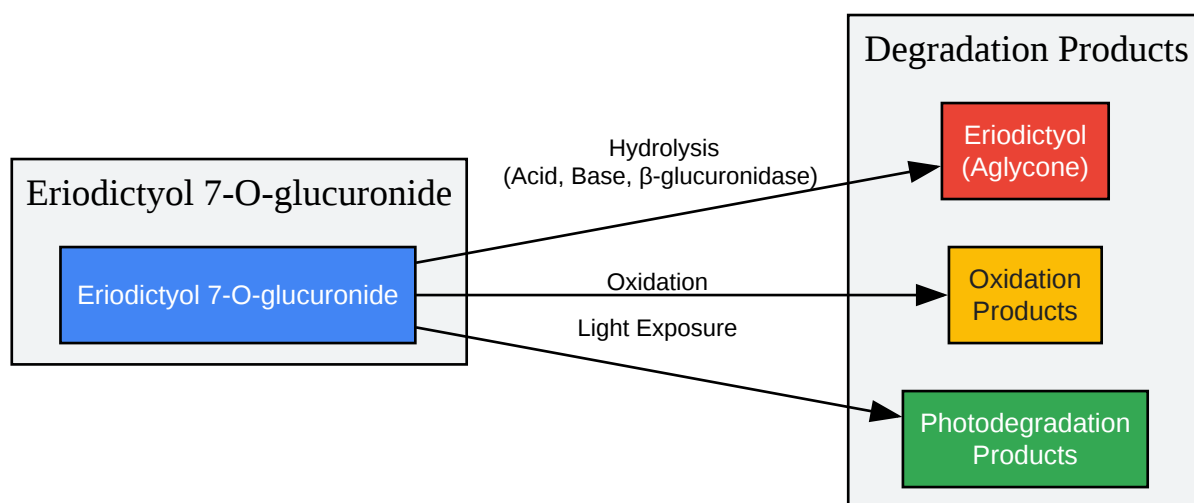 Eriodictyol 7-O-glucuronide
Eriodictyol 7-O-glucuronide
Hydrolysis
(Acid, Base, β-glucuronidase)
Oxidation
Light Exposure
Degradation Products
Eriodictyol
(Aglycone)
Oxidation
Products
Photodegradation
Products